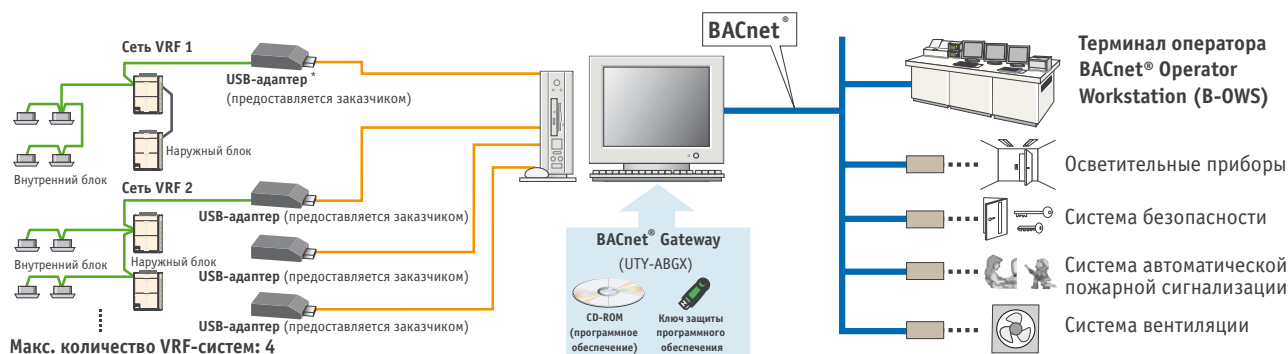 Сеть VRF 1
USB-адаптер *
(предоставляется заказчиком)
Наружный блок
Внутренний блок
Сеть VRF 2
USB-адаптер (предоставляется заказчиком)
Внутренний блок
Наружный блок
USB-адаптер (предоставляется заказчиком)
USB-адаптер (предоставляется заказчиком)
Макс. количество VRF-систем: 4
BACnet®
BACnet® Gateway
(UTY-ABGX)
CD-ROM
(программное
обеспечение)
Ключ защиты
программного
обеспечения
Терминал оператора
BACnet® Operator
Workstation (B-OWS)
Осветительные приборы
Система безопасности
Система автоматической
пожарной сигнализации
Система вентиляции